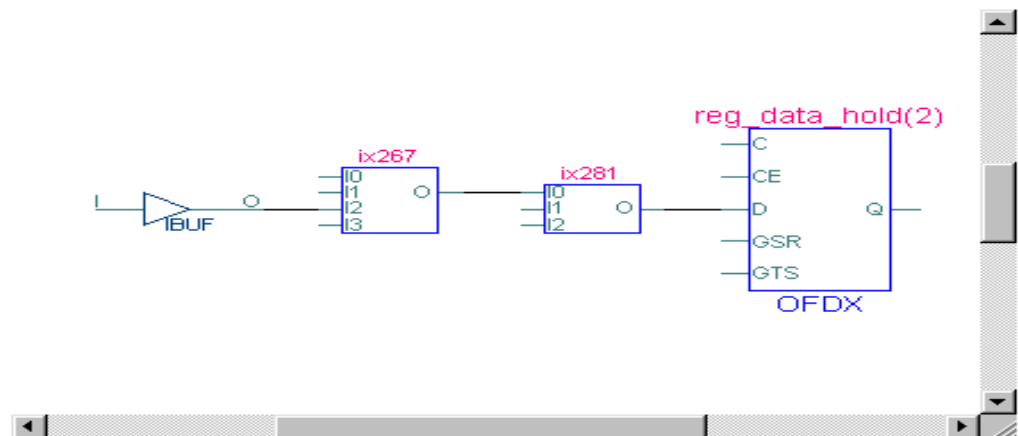 reg_data_hold(2)
C
CE
D
GSR
GTS
Q
OFDX
ix267
I0
I1
I2
I3
O
ix281
I0
I1
I2
O
I
O
IBUF